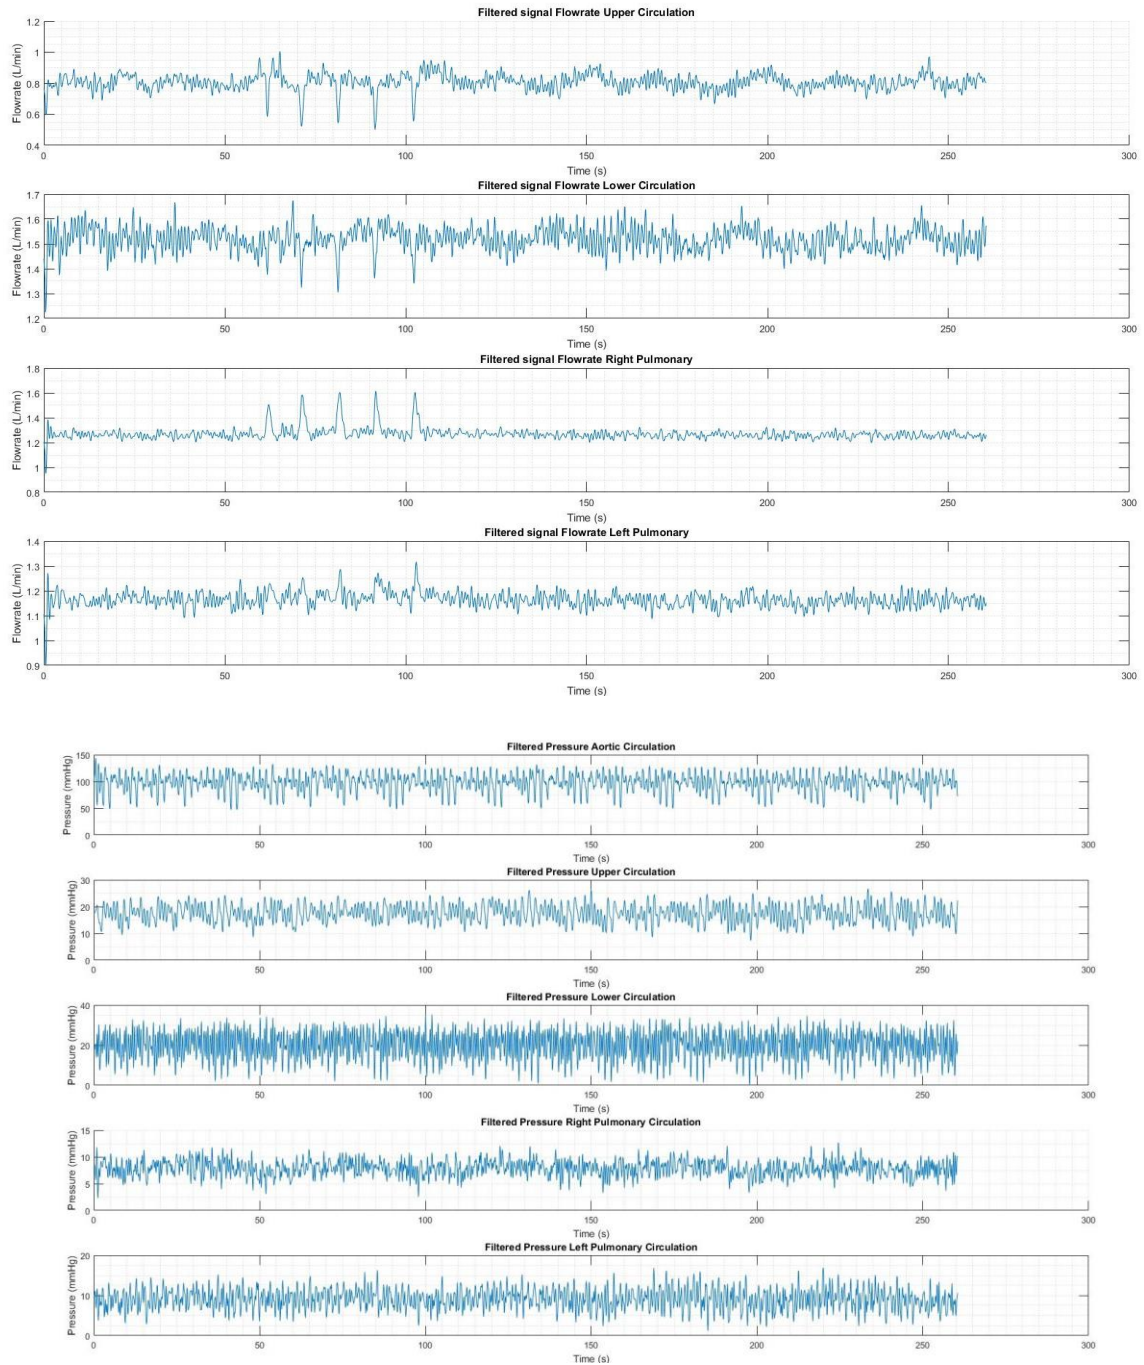 Filtered signal Flowrate Upper Circulation
Flowrate (L/min)
1.2
1
0.8
0.6
0.4
0 50 100 150 200 250 300
Time (s)
Filtered signal Flowrate Lower Circulation
Flowrate (L/min)
1.7
1.6
1.5
1.4
1.3
1.2
0 50 100 150 200 250 300
Time (s)
Filtered signal Flowrate Right Pulmonary
Flowrate (L/min)
1.8
1.6
1.4
1.2
1
0.8
0 50 100 150 200 250 300
Time (s)
Filtered signal Flowrate Left Pulmonary
Flowrate (L/min)
1.4
1.3
1.2
1.1
1
0.9
0 50 100 150 200 250 300
Time (s)
Filtered Pressure Aortic Circulation
Pressure (mmHg)
150
100
50
0
0 50 100 150 200 250 300
Time (s)
Filtered Pressure Upper Circulation
Pressure (mmHg)
30
20
10
0
0 50 100 150 200 250 300
Time (s)
Filtered Pressure Lower Circulation
Pressure (mmHg)
40
20
0
0 50 100 150 200 250 300
Time (s)
Filtered Pressure Right Pulmonary Circulation
Pressure (mmHg)
15
10
5
0
0 50 100 150 200 250 300
Time (s)
Filtered Pressure Left Pulmonary Circulation
Pressure (mmHg)
20
10
0
0 50 100 150 200 250 300
Time (s)